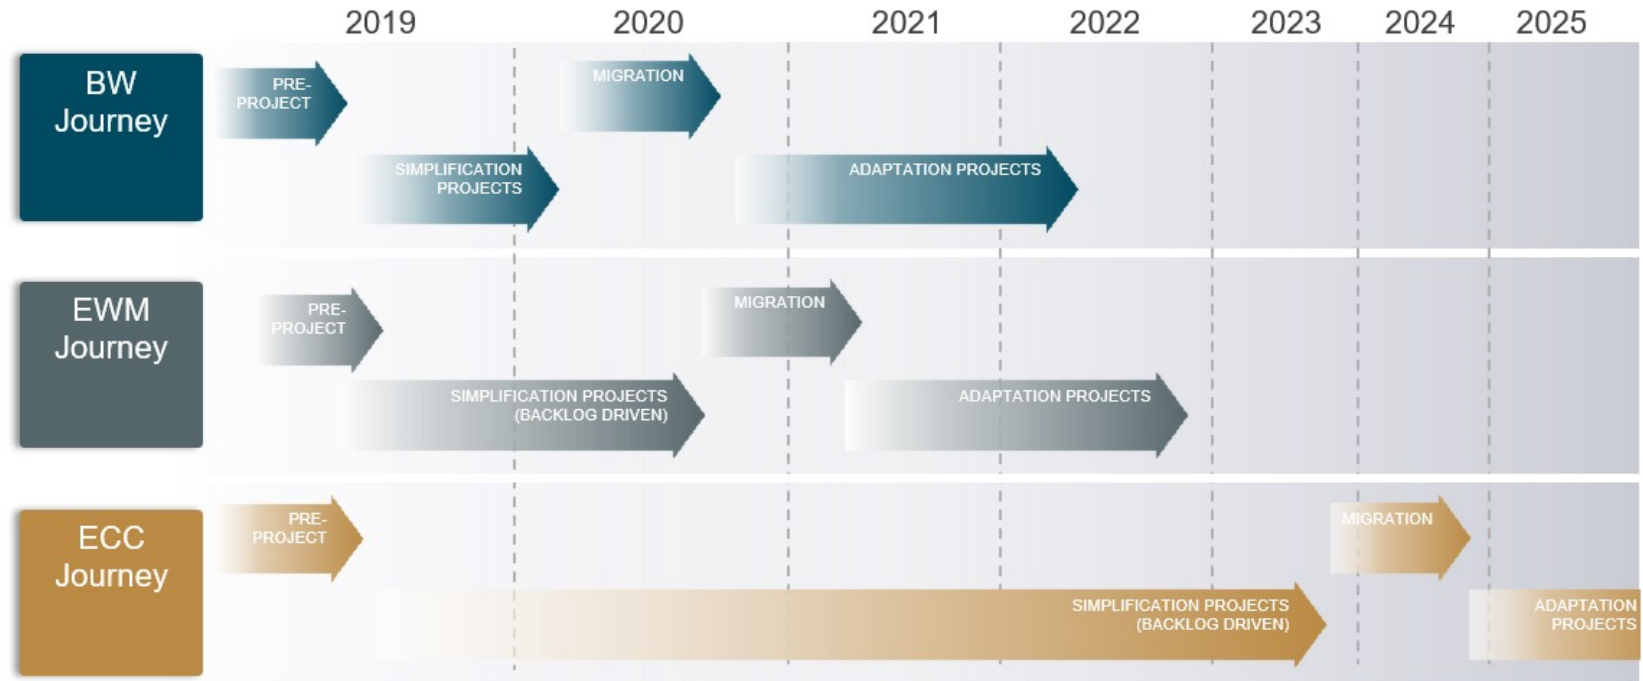 2019 2020 2021 2022 2023 2024 2025
BW
Journey
PRE-
PROJECT
MIGRATION
SIMPLIFICATION
PROJECTS
ADAPTATION PROJECTS
EWM
Journey
PRE-
PROJECT
MIGRATION
SIMPLIFICATION PROJECTS
(BACKLOG DRIVEN)
ADAPTATION PROJECTS
ECC
Journey
PRE-
PROJECT
MIGRATION
SIMPLIFICATION PROJECTS
(BACKLOG DRIVEN)
ADAPTATION
PROJECTS